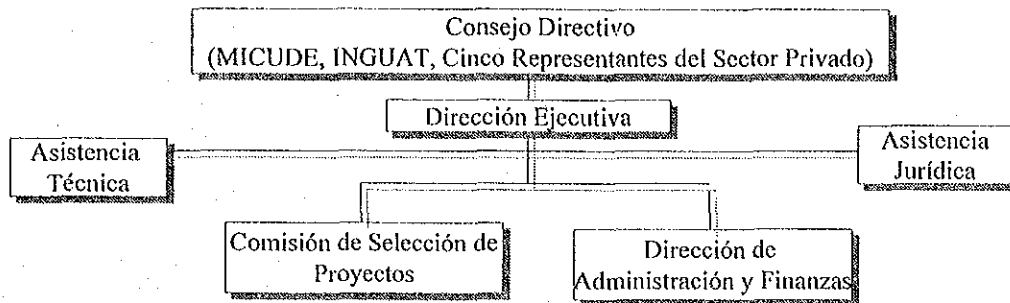 Consejo Directivo
(MICUDE, INGUAT, Cinco Representantes del Sector Privado)
Dirección Ejecutiva
Asistencia
Técnica
Asistencia
Jurídica
Comisión de Selección de
Proyectos
Dirección de
Administración y Finanzas